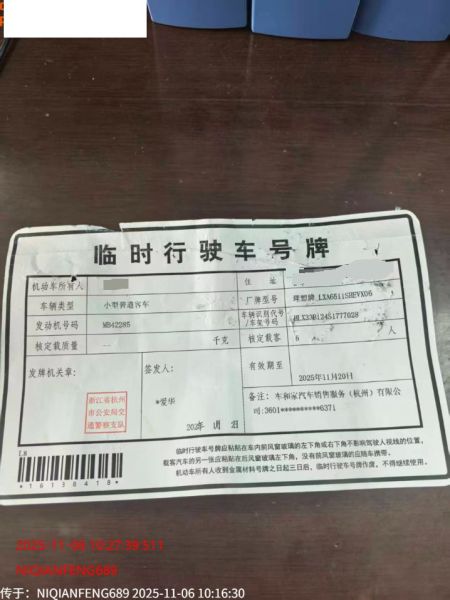 临时行驶车号牌
机动车所有人 住 址
车辆类型 小型普通客车 厂牌型号 理想牌 LXA6511SHEVX06
发动机号码 MB42285 车辆识别代号/车架号码 HLX33B124S1777028
核定载质量 — 千克 核定载客 6 人
发牌机关章: 签发人: 有效期至
2025年11月20日
*爱华
浙江省杭州
市公安局交
通警察支队
备注: 车和家汽车销售服务(杭州)有限公
司:3601**********6371
临时行驶车号牌应粘贴在车内前风窗玻璃的左下角或右下角不影响驾驶人视线的位置,
载客汽车的另一张应粘贴在后风窗玻璃左下角, 没有前风窗玻璃的应随车携带。
机动车所有人收到金属材料号牌之日起三日后, 临时行驶车号牌作废, 不得继续使用。
L8
*16138418*
2025-11-06 10:27:39.511
NIQIANFENG689
传于: NIQIANFENG689 2025-11-06 10:16:30